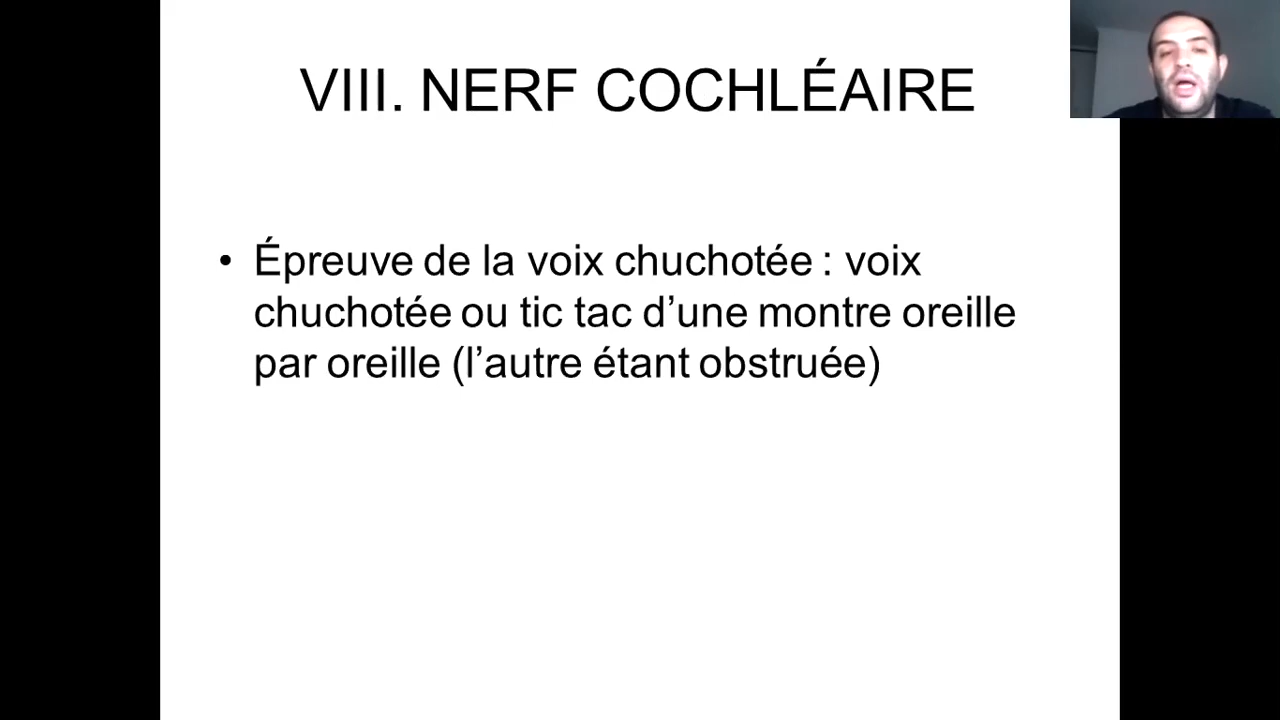 VIII. NERF COCHLÉAIRE
• Épreuve de la voix chuchotée : voix
chuchotée ou tic tac d’une montre oreille
par oreille (l’autre étant obstruée)